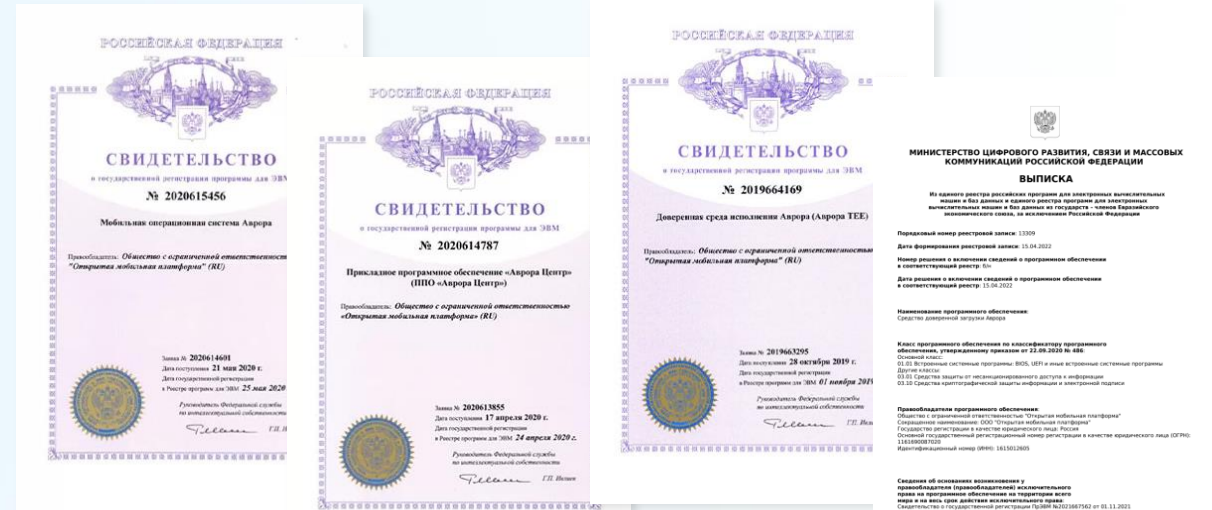 РОССИЙСКАЯ ФЕДЕРАЦИЯ
СВИДЕТЕЛЬСТВО
о государственной регистрации программы для ЭВМ
№ 2020615456
Мобильная операционная система Аврора
Правообладатель: Общество с ограниченной ответственност
"Открытая мобильная платформа" (RU)
Заявка № 2020614601
Дата поступления 21 мая 2020 г.
Дата государственной регистрации
в Реестре программ для ЭВМ 25 мая 2020
Руководитель Федеральной службы
по интеллектуальной собственности
РОССИЙСКАЯ ФЕДЕРАЦИЯ
СВИДЕТЕЛЬСТВО
о государственной регистрации программы для ЭВМ
№ 2020614787
Прикладное программное обеспечение «Аврора Центр»
(ППО «Аврора Центр»)
Правообладатель: Общество с ограниченной ответственностью
«Открытая мобильная платформа» (RU)
Заявка № 2020613855
Дата поступления 17 апреля 2020 г.
Дата государственной регистрации
в Реестре программ для ЭВМ 24 апреля 2020 г.
Руководитель Федеральной службы
по интеллектуальной собственности
Г.П. Ивлиев
РОССИЙСКАЯ ФЕДЕРАЦИЯ
СВИДЕТЕЛЬСТВО
о государственной регистрации программы для ЭВМ
№ 2019664169
Доверенная среда исполнения Аврора (Аврора ТЕЕ)
Правообладатель: Общество с ограниченной ответственностью
"Открытая мобильная платформа" (RU)
Заявка № 2019663295
Дата поступления 28 октября 2019 г.
Дата государственной регистрации
в Реестре программ для ЭВМ 01 ноября 2019
Руководитель Федеральной службы
по интеллектуальной собственности
МИНИСТЕРСТВО ЦИФРОВОГО РАЗВИТИЯ, СВЯЗИ И МАССОВЫХ
КОММУНИКАЦИЙ РОССИЙСКОЙ ФЕДЕРАЦИИ
ВЫПИСКА
Из единого реестра российских программ для электронных вычислительных
машин и баз данных и единого реестра программ для электронных
вычислительных машин и баз данных из государств - членов Евразийского
экономического союза, за исключением Российской Федерации
Порядковый номер реестровой записи: 13309
Дата формирования реестровой записи: 15.04.2022
Номер решения о включении сведений о программном обеспечении
в соответствующий реестр: б/н
Дата решения о включении сведений о программном обеспечении
в соответствующий реестр: 15.04.2022
Наименование программного обеспечения:
Средство доверенной загрузки Аврора
Класс программного обеспечения по классификатору программного
обеспечения, утвержденному приказом от 22.09.2020 № 486:
Основной класс:
01.01 Встроенные системные программы: BIOS, UEFI и иные встроенные системные программы
Другие классы
03.01 Средства защиты от несанкционированного доступа к информации
03.10 Средства криптографической защиты информации и электронной подписи
Правообладатели программного обеспечения:
Общество с ограниченной ответственностью "Открытая мобильная платформа"
Сокращенное наименование: ООО "Открытая мобильная платформа"
Государство регистрации в качестве юридического лица: Россия
Основной государственный регистрационный номер регистрации в качестве юридического лица (ОГРН):
1161690087020
Идентификационный номер (ИНН): 1615012605
Сведения об основаниях возникновения у
правообладателя (правообладателей) исключительного
права на программное обеспечение на территории всего
мира и на весь срок действия исключительного права:
Свидетельство о государственной регистрации ПрЭВМ №2021667562 от 01.11.2021